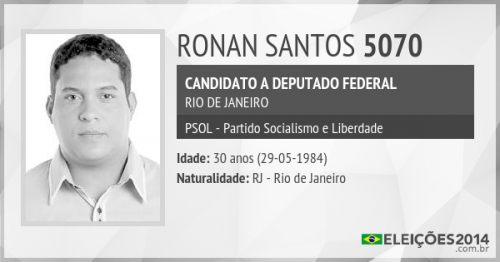 RONAN SANTOS 5070
CANDIDATO A DEPUTADO FEDERAL
RIO DE JANEIRO
PSOL - Partido Socialismo e Liberdade
Idade: 30 anos (29-05-1984)
Naturalidade: RJ - Rio de Janeiro
ELEIÇÕES2014
.com.br